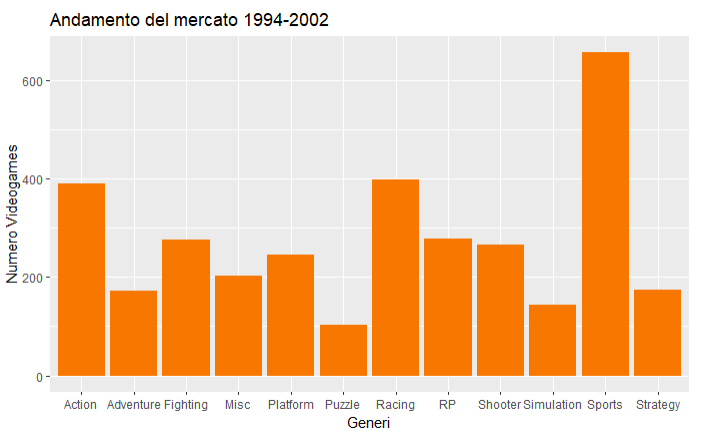 Andamento del mercato 1994-2002
Numero Videogames
600
400
200
0
Action Adventure Fighting Misc Platform Puzzle Racing RP Shooter Simulation Sports Strategy
Generi